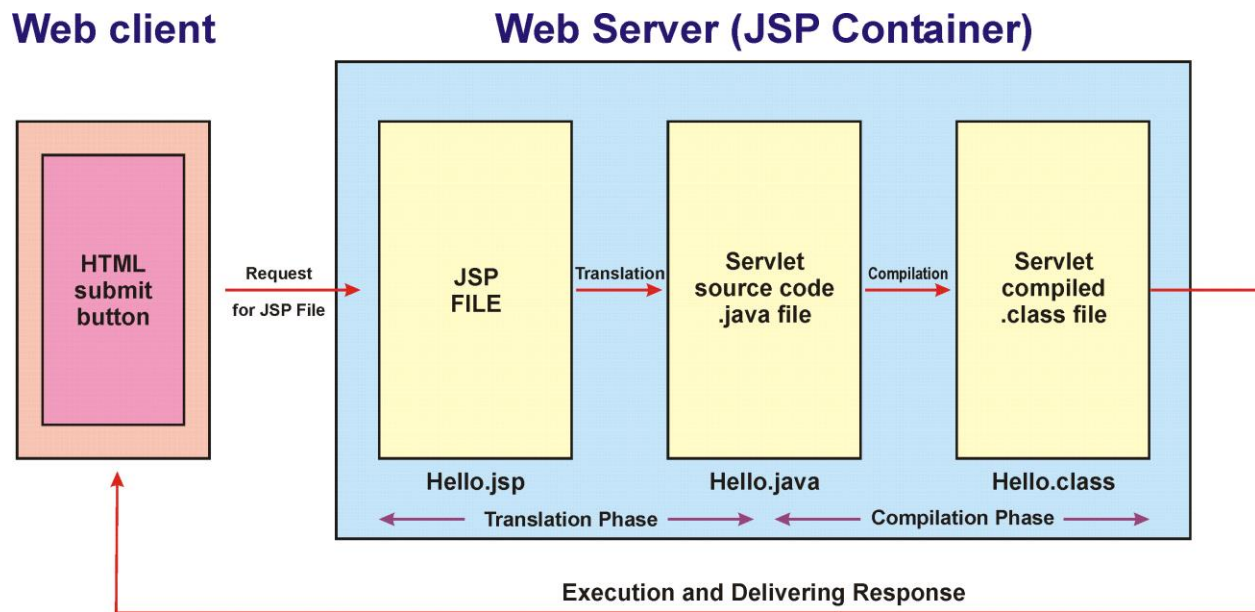 Web client
Web Server (JSP Container)
HTML
submit
button
Request
for JSP File
JSP
FILE
Translation
Servlet
source code
.java file
Compilation
Servlet
compiled
.class file
Hello.jsp
Hello.java
Hello.class
Translation Phase
Compilation Phase
Execution and Delivering Response